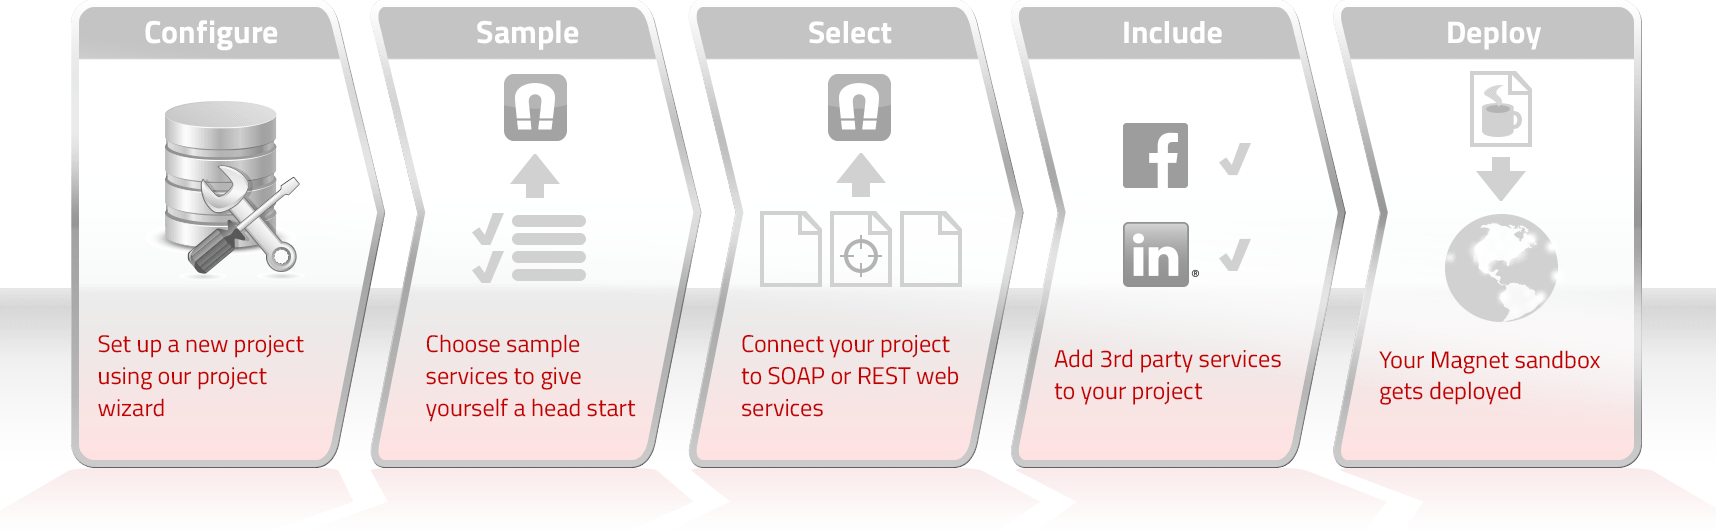 Configure
Set up a new project
using our project
wizard
Sample
Choose sample
services to give
yourself a head start
Select
Connect your project
to SOAP or REST web
services
Include
f
in®
Add 3rd party services
to your project
Deploy
Your Magnet sandbox
gets deployed